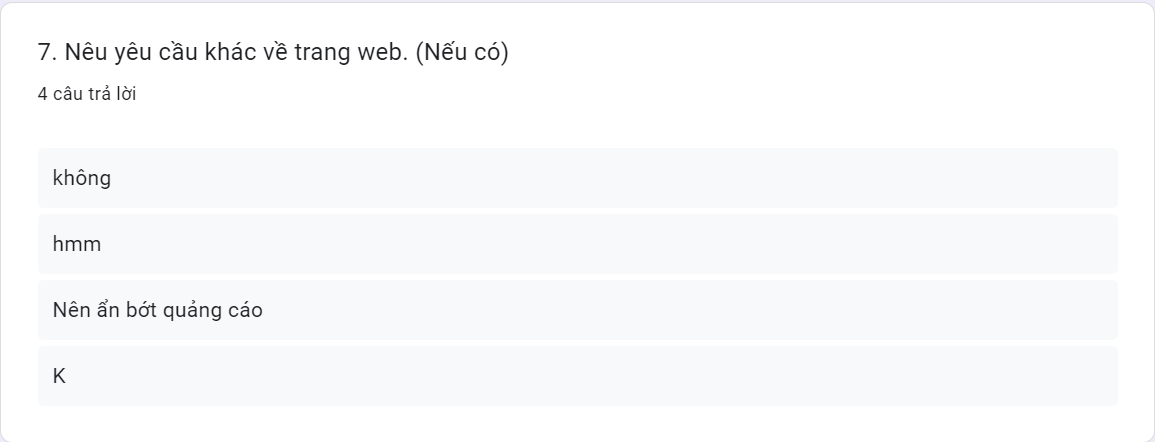 7. Nêu yêu cầu khác về trang web. (Nếu có)
4 câu trả lời
không
hmm
Nên ẩn bớt quảng cáo
K